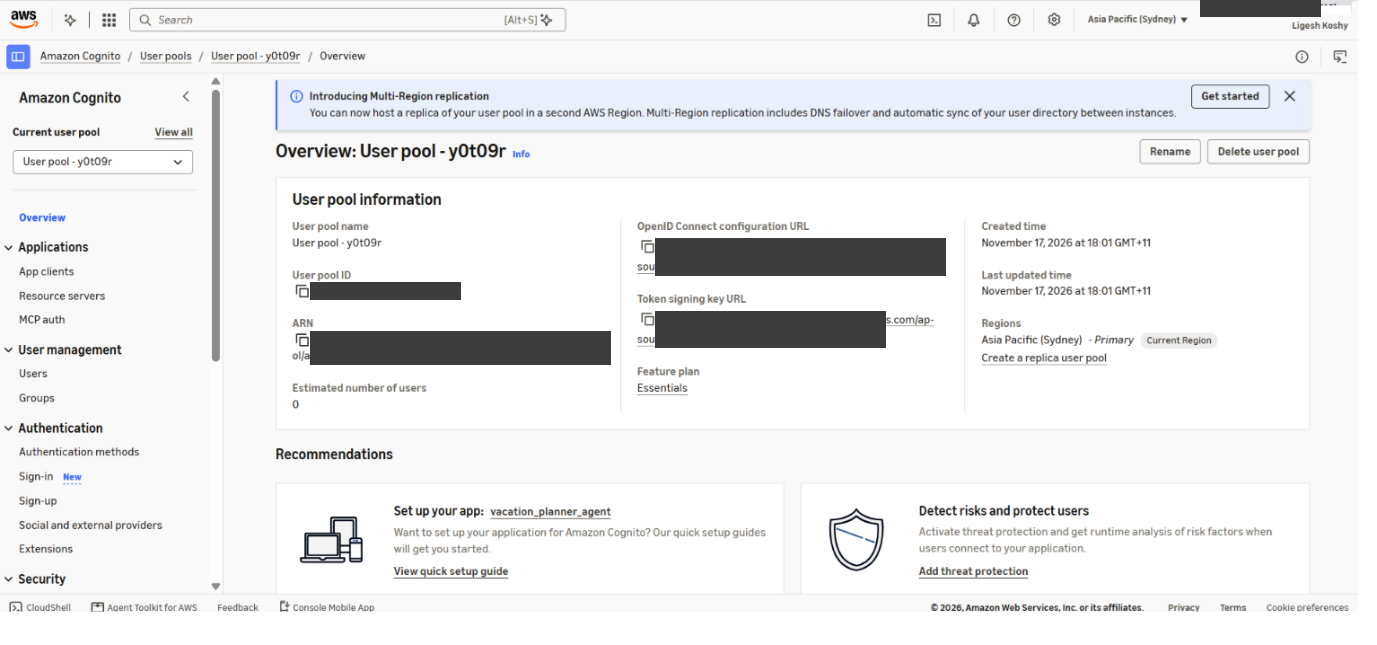 aws
Search
[Alt+S]
Asia Pacific (Sydney)
Ligesh Koshy
Amazon Cognito / User pools / User pool - y0t09r / Overview
Amazon Cognito
Current user pool
View all
User pool - y0t09r
Overview
Applications
App clients
Resource servers
MCP auth
User management
Users
Groups
Authentication
Authentication methods
Sign-in New
Sign-up
Social and external providers
Extensions
Security
Introducing Multi-Region replication
You can now host a replica of your user pool in a second AWS Region. Multi-Region replication includes DNS failover and automatic sync of your user directory between instances.
Get started
Overview: User pool - y0t09r Info
Rename
Delete user pool
User pool information
User pool name
User pool - y0t09r
User pool ID
ARN
ol/a
Estimated number of users
0
OpenID Connect configuration URL
sou
Token signing key URL
s.com/ap-
sou
Feature plan
Essentials
Created time
November 17, 2026 at 18:01 GMT+11
Last updated time
November 17, 2026 at 18:01 GMT+11
Regions
Asia Pacific (Sydney) - Primary Current Region
Create a replica user pool
Recommendations
Set up your app: vacation_planner_agent
Want to set up your application for Amazon Cognito? Our quick setup guides
will get you started.
View quick setup guide
Detect risks and protect users
Activate threat protection and get runtime analysis of risk factors when
users connect to your application.
Add threat protection
CloudShell
Agent Toolkit for AWS
Feedback
Console Mobile App
© 2026, Amazon Web Services, Inc. or its affiliates.
Privacy
Terms
Cookie preferences